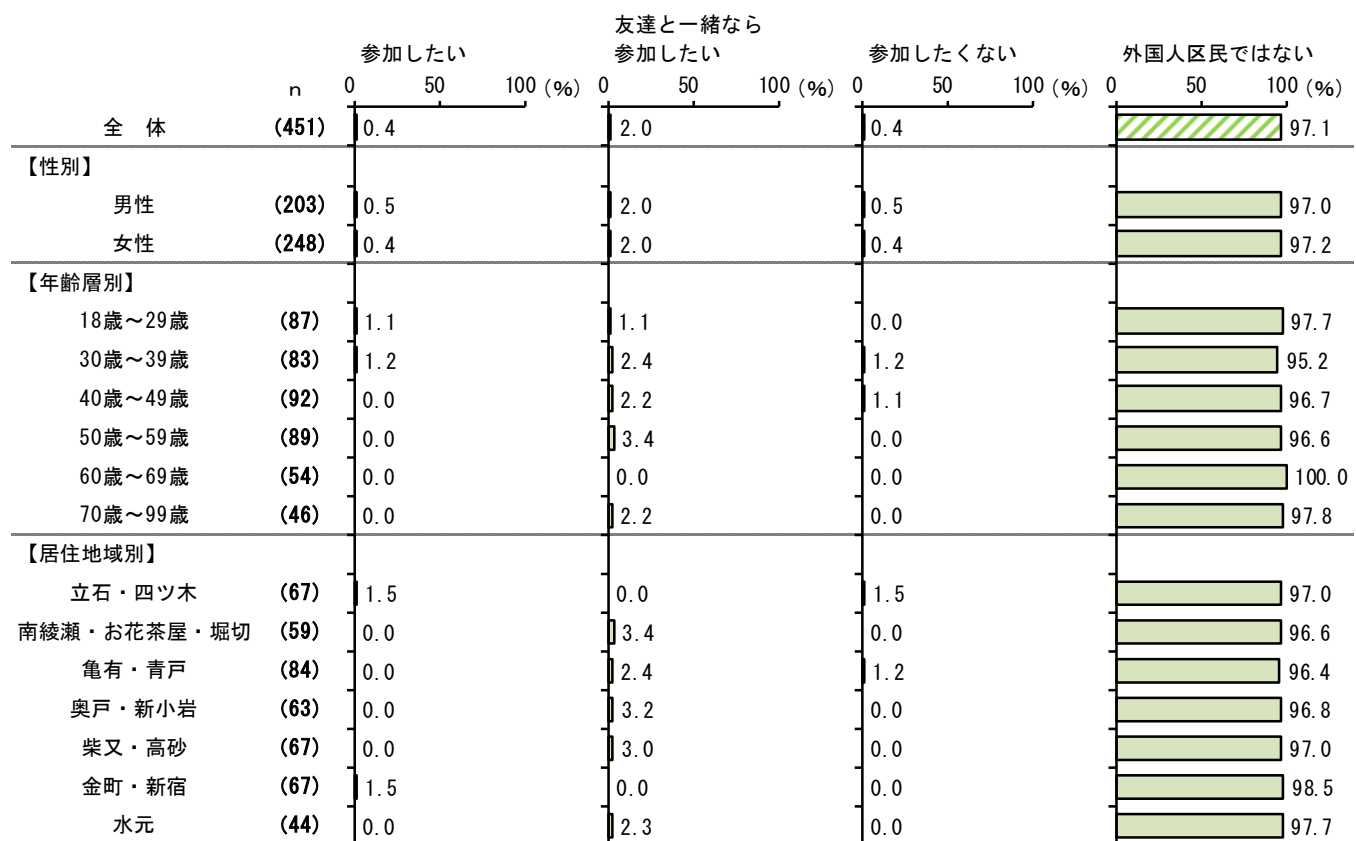 友達と一緒なら
参加したい 参加したい 参加したくない 外国人区民ではない
n 0 50 100 (%) 0 50 100 (%) 0 50 100 (%) 0 50 100 (%)
全　体 (451) 0.4 2.0 0.4 97.1
【性別】
男性 (203) 0.5 2.0 0.5 97.0
女性 (248) 0.4 2.0 0.4 97.2
【年齢層別】
18歳～29歳 (87) 1.1 1.1 0.0 97.7
30歳～39歳 (83) 1.2 2.4 1.2 95.2
40歳～49歳 (92) 0.0 2.2 1.1 96.7
50歳～59歳 (89) 0.0 3.4 0.0 96.6
60歳～69歳 (54) 0.0 0.0 0.0 100.0
70歳～99歳 (46) 0.0 2.2 0.0 97.8
【居住地域別】
立石・四ツ木 (67) 1.5 0.0 1.5 97.0
南綾瀬・お花茶屋・堀切 (59) 0.0 3.4 0.0 96.6
亀有・青戸 (84) 0.0 2.4 1.2 96.4
奥戸・新小岩 (63) 0.0 3.2 0.0 96.8
柴又・高砂 (67) 0.0 3.0 0.0 97.0
金町・新宿 (67) 1.5 0.0 0.0 98.5
水元 (44) 0.0 2.3 0.0 97.7